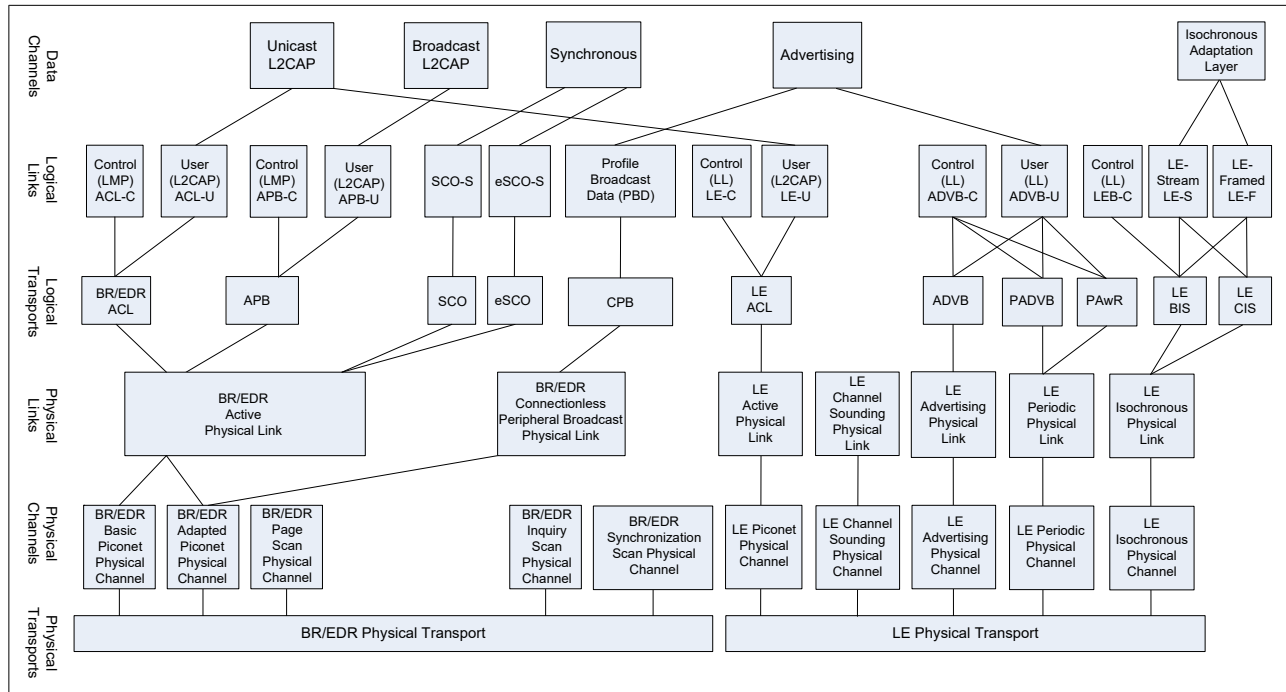 Data
Channels
Unicast
L2CAP
Broadcast
L2CAP
Synchronous
Advertising
Isochronous
Adaptation
Layer
Logical
Links
Control
(LMP)
ACL-C
User
(L2CAP)
ACL-U
Control
(LMP)
APB-C
User
(L2CAP)
APB-U
SCO-S
eSCO-S
Profile
Broadcast
Data (PBD)
Control
(LL)
LE-C
User
(L2CAP)
LE-U
Control
(LL)
ADVB-C
User
(LL)
ADVB-U
Control
(LL)
LEB-C
LE-
Stream
LE-S
LE-
Framed
LE-F
Logical
Transports
BR/EDR
ACL
APB
SCO
eSCO
CPB
LE
ACL
ADVB
PADVB
PAwR
LE
BIS
LE
CIS
Physical
Links
BR/EDR
Active
Physical Link
BR/EDR
Connectionless
Peripheral Broadcast
Physical Link
LE
Active
Physical
Link
LE
Channel
Sounding
Physical
Link
LE
Advertising
Physical
Link
LE
Periodic
Physical
Link
LE
Isochronous
Physical
Link
Physical
Channels
BR/EDR
Basic
Piconet
Physical
Channel
BR/EDR
Adapted
Piconet
Physical
Channel
BR/EDR
Page
Scan
Physical
Channel
BR/EDR
Inquiry
Scan
Physical
Channel
BR/EDR
Synchronization
Scan Physical
Channel
LE Piconet
Physical
Channel
LE Channel
Sounding
Physical
Channel
LE
Advertising
Physical
Channel
LE Periodic
Physical
Channel
LE
Isochronous
Physical
Channel
Physical
Transports
BR/EDR Physical Transport
LE Physical Transport